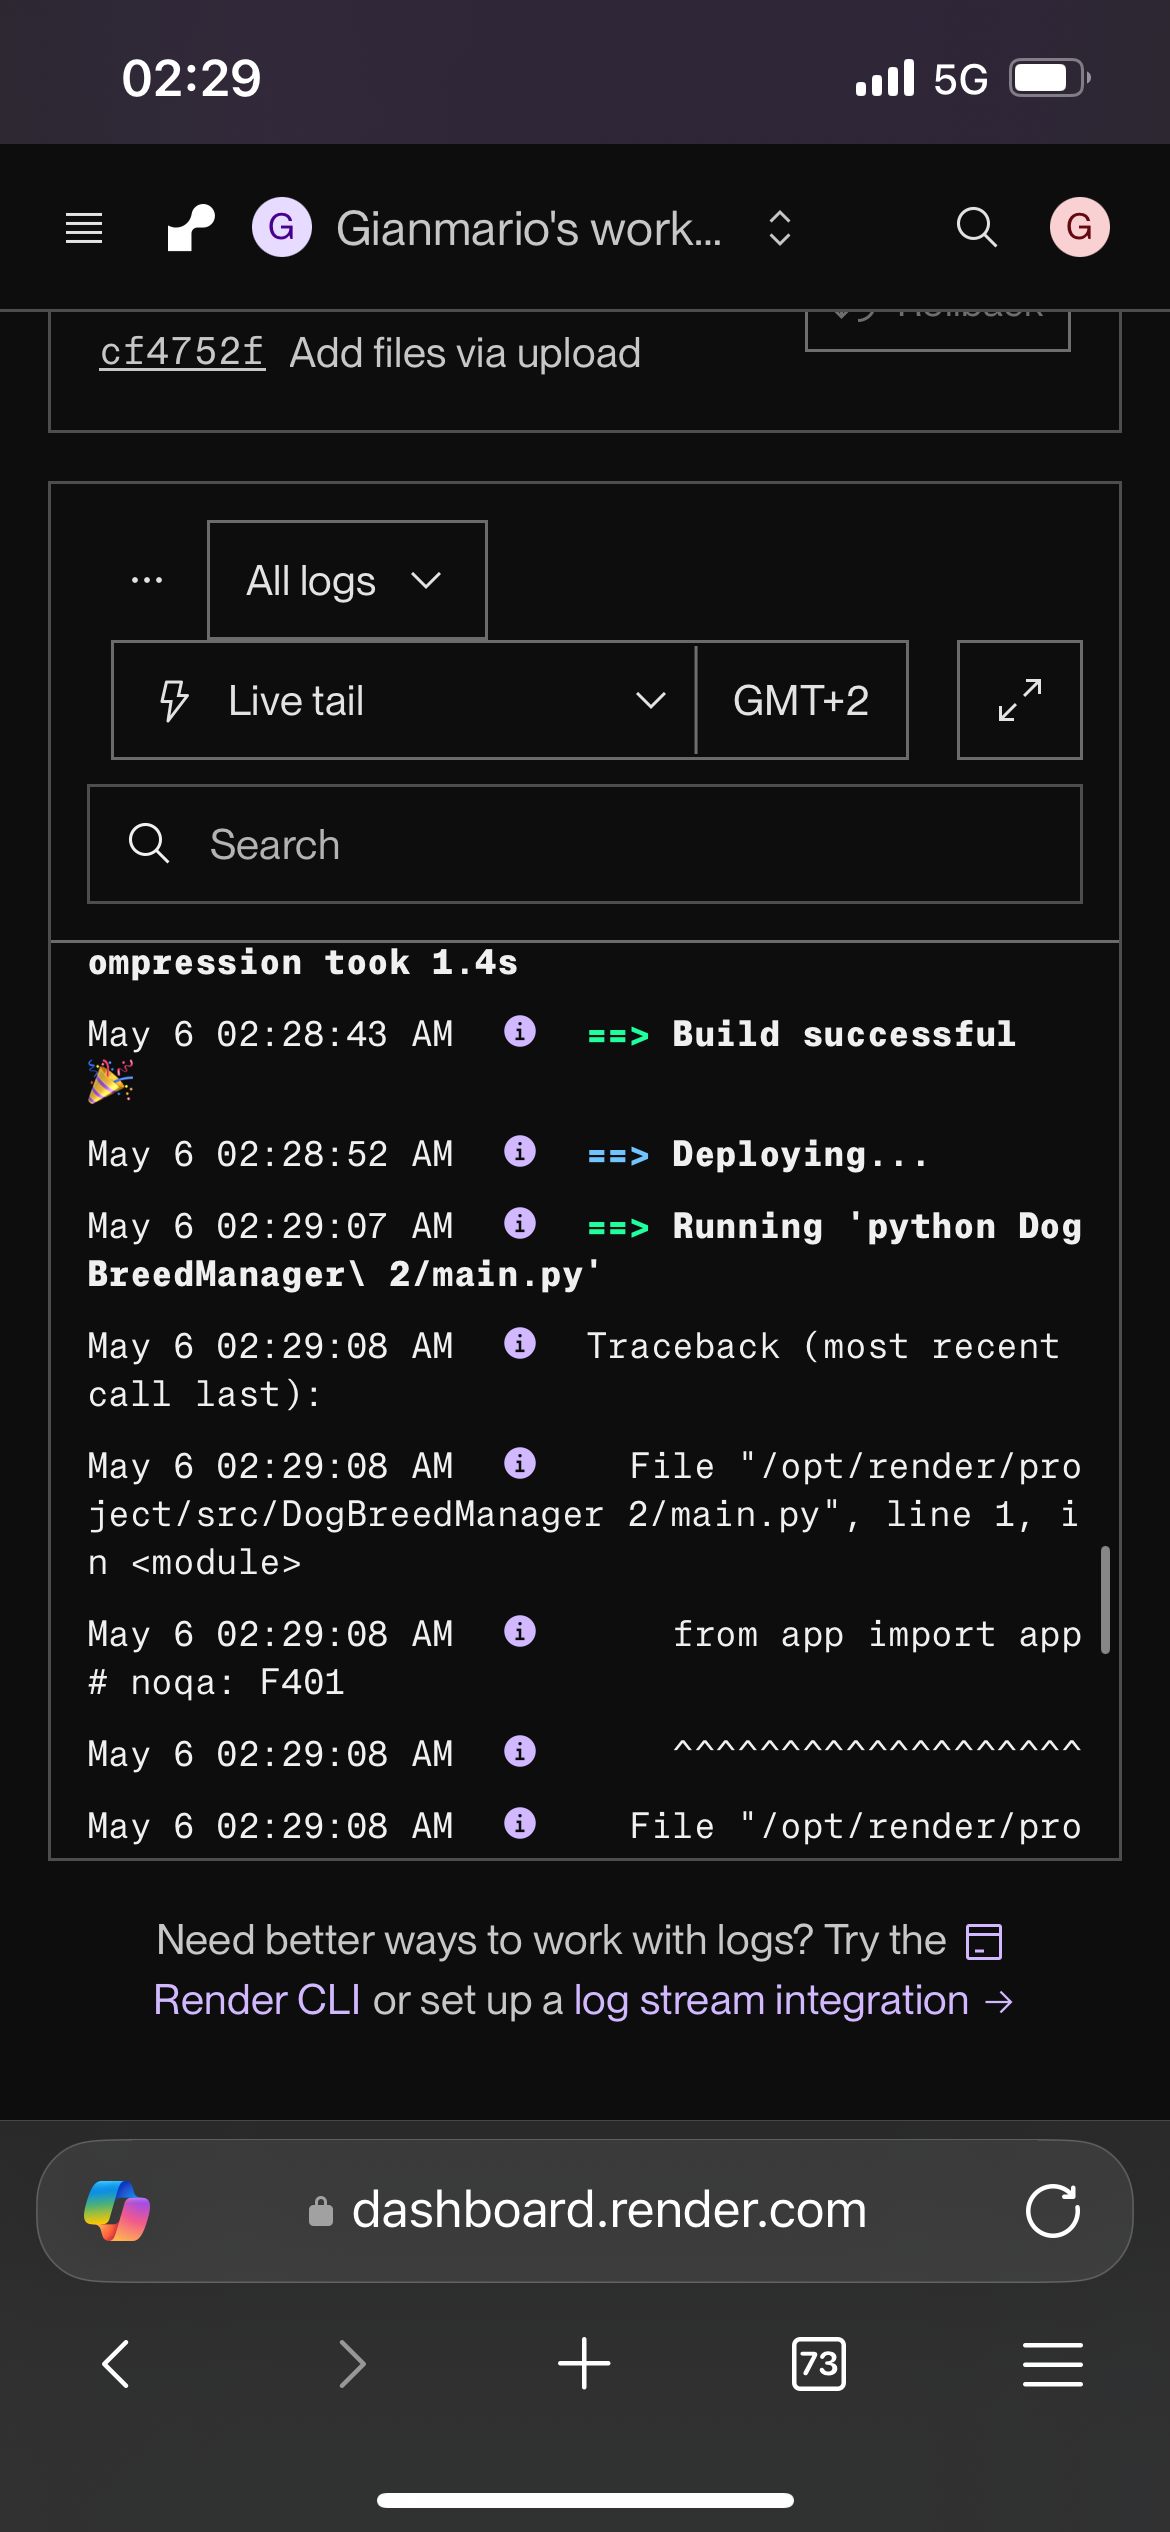 02:29
5G
G Gianmario's work... G
Rollback
cf4752f Add files via upload
... All logs
Live tail GMT+2
Search
ompression took 1.4s
May 6 02:28:43 AM ==> Build successful
🎉
May 6 02:28:52 AM ==> Deploying...
May 6 02:29:07 AM ==> Running 'python Dog
BreedManager\ 2/main.py'
May 6 02:29:08 AM Traceback (most recent
call last):
May 6 02:29:08 AM File "/opt/render/pro
ject/src/DogBreedManager 2/main.py", line 1, i
n <module>
May 6 02:29:08 AM from app import app
# noqa: F401
May 6 02:29:08 AM ^^^^^^^^^^^^^^^^^^^
May 6 02:29:08 AM File "/opt/render/pro
Need better ways to work with logs? Try the
Render CLI or set up a log stream integration →
dashboard.render.com
73